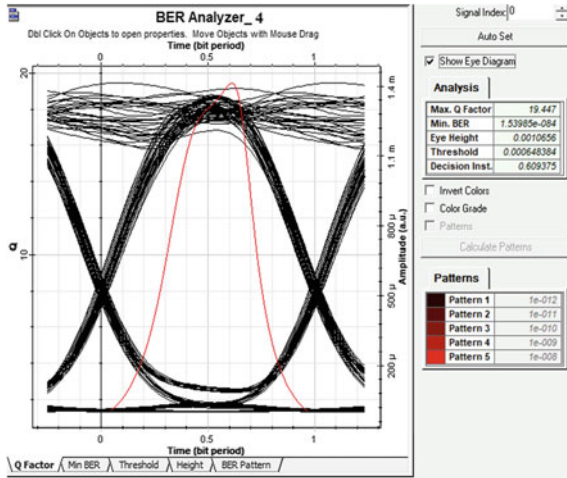 BER Analyzer_ 4
Dbl Click On Objects to open properties. Move Objects with Mouse Drag
Time (bit period)
0 0.5 1
20
10
Q
1.4 m
1.1 m
800 µ
500 µ
200 µ
Amplitude (a.u.)
0 0.5 1
Time (bit period)
Q Factor Min BER Threshold Height BER Pattern
Signal Index: 0
Auto Set
Show Eye Diagram
Analysis
Max. Q Factor 19.447
Min. BER 1.53985e-084
Eye Height 0.0010656
Threshold 0.000648384
Decision Inst. 0.609375
Invert Colors
Color Grade
Patterns
Calculate Patterns
Patterns
Pattern 1 1e-012
Pattern 2 1e-011
Pattern 3 1e-010
Pattern 4 1e-009
Pattern 5 1e-008